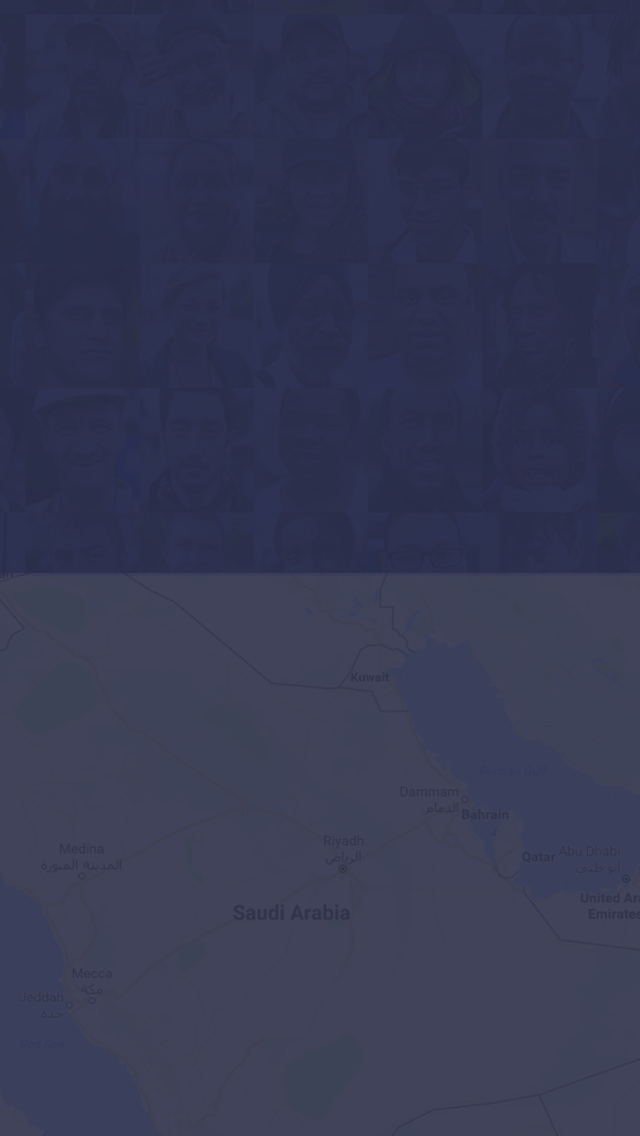 Kuwait
Persian Gulf
Dammam
الدمام
Bahrain
Riyadh
الرياض
Medina
المدينة المنورة
Qatar
Abu Dhabi
أبو ظبي
United Ara
Emirates
Saudi Arabia
Mecca
مكة
Jeddah
جدة
Red Sea